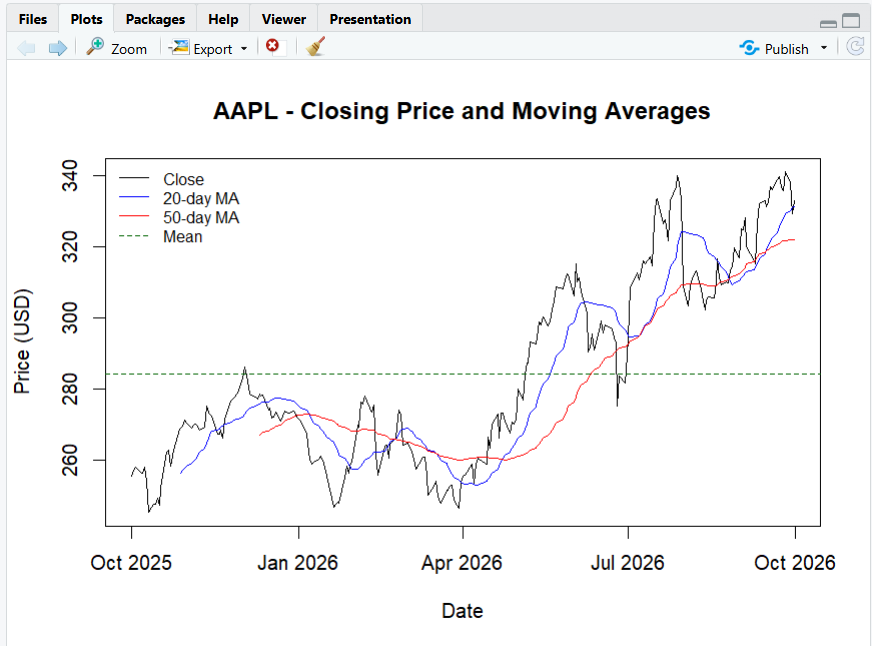 Files Plots Packages Help Viewer Presentation
Zoom Export Publish
AAPL - Closing Price and Moving Averages
Close
20-day MA
50-day MA
Mean
Price (USD)
340
320
300
280
260
Oct 2025 Jan 2026 Apr 2026 Jul 2026 Oct 2026
Date